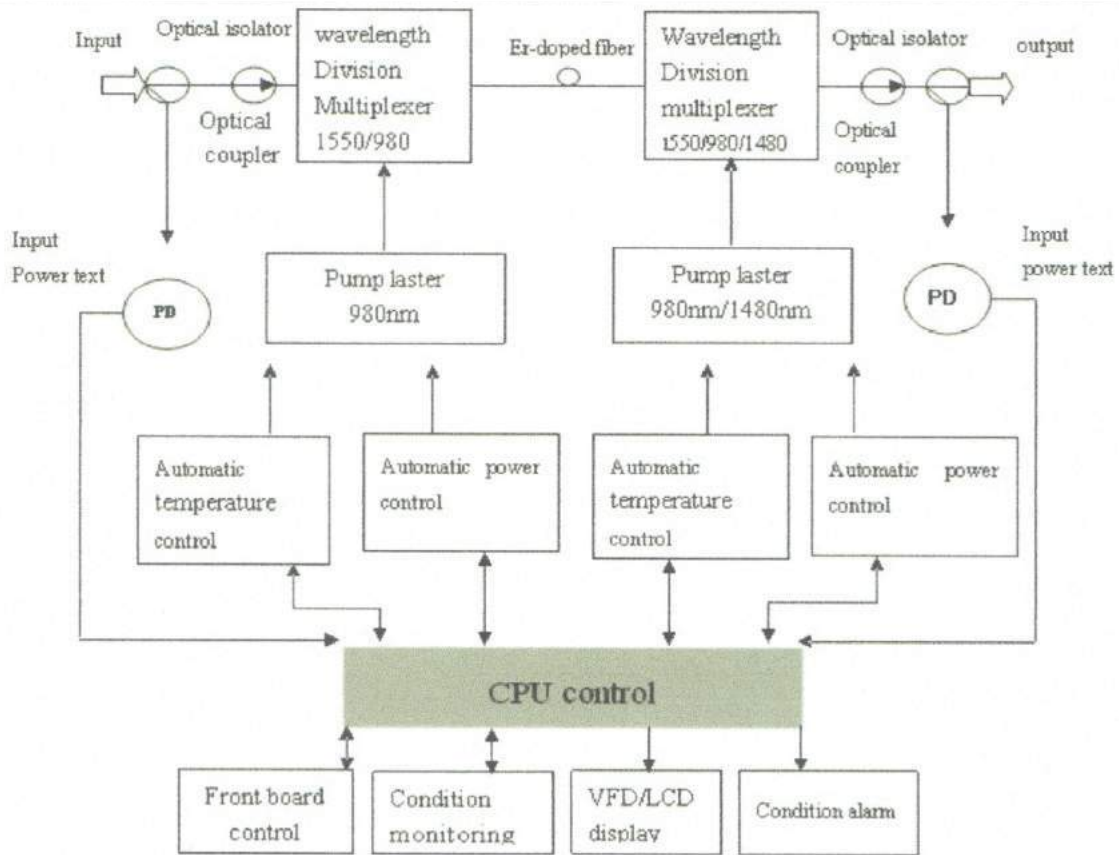 Input
Optical isolator
wavelength
Division
Multiplexer
1550/980
Er-doped fiber
Wavelength
Division
multiplexer
1550/980/1480
Optical isolator
output
Optical
coupler
Optical
coupler
Input
Power text
PD
Pump laster
980nm
Pump laster
980nm/1480nm
PD
Input
power text
Automatic
temperature
control
Automatic power
control
Automatic
temperature
control
Automatic power
control
CPU control
Front board
control
Condition
monitoring
VFD/LCD
display
Condition alarm